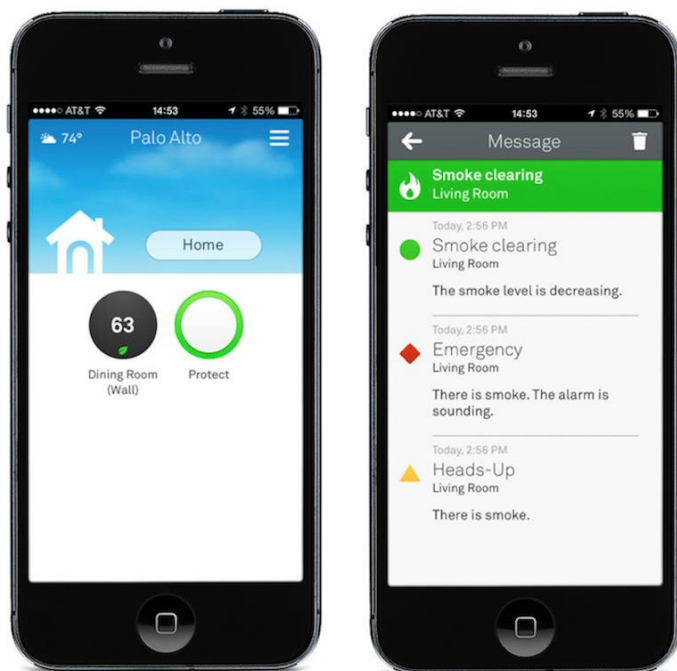 AT&T 14:53 55%
74° Palo Alto
Home
63
Dining Room
(Wall)
Protect
AT&T 14:53 55%
Message
Smoke clearing
Living Room
Today, 2:56 PM
Smoke clearing
Living Room
The smoke level is decreasing.
Today, 2:56 PM
Emergency
Living Room
There is smoke. The alarm is
sounding.
Today, 2:56 PM
Heads-Up
Living Room
There is smoke.